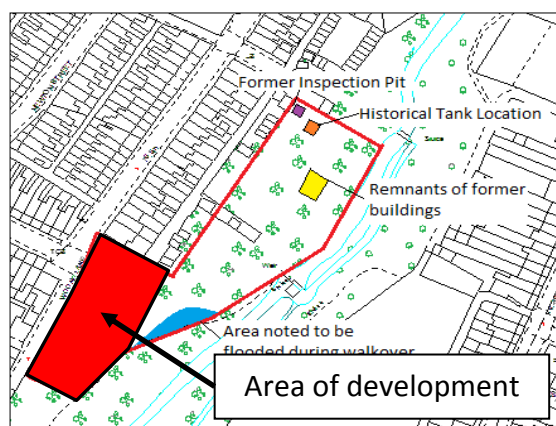 Former Inspection Pit
Historical Tank Location
Remnants of former
buildings
Weir
Area noted to be
flooded during walkover
Area of development